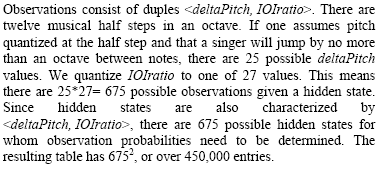 Observations consist of duples <deltaPitch, IOIratio>. There are
twelve musical half steps in an octave. If one assumes pitch
quantized at the half step and that a singer will jump by no more
than an octave between notes, there are 25 possible deltaPitch
values. We quantize IOIratio to one of 27 values. This means
there are 25*27= 675 possible observations given a hidden state.
Since hidden states are also characterized by
<deltaPitch, IOIratio>, there are 675 possible hidden states for
whom observation probabilities need to be determined. The
resulting table has 675², or over 450,000 entries.